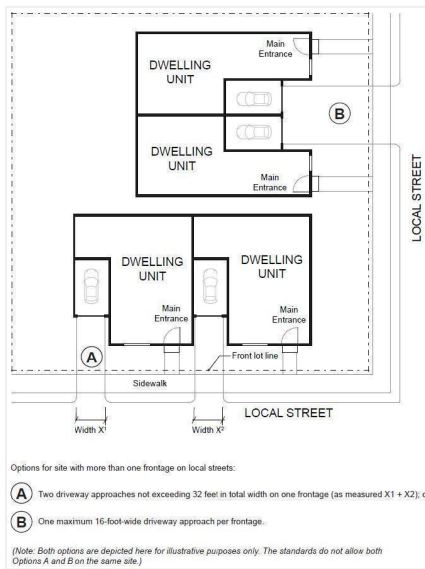 Main
Entrance
DWELLING
UNIT
B
DWELLING
UNIT
Main
Entrance
LOCAL STREET
DWELLING
UNIT
DWELLING
UNIT
Main
Entrance
Main
Entrance
A
Front lot line
Sidewalk
LOCAL STREET
Width X¹
Width X²
Options for site with more than one frontage on local streets:
A Two driveway approaches not exceeding 32 feet in total width on one frontage (as measured X1 + X2);
B One maximum 16-foot-wide driveway approach per frontage.
(Note: Both options are depicted here for illustrative purposes only. The standards do not allow both
Options A and B on the same site.)